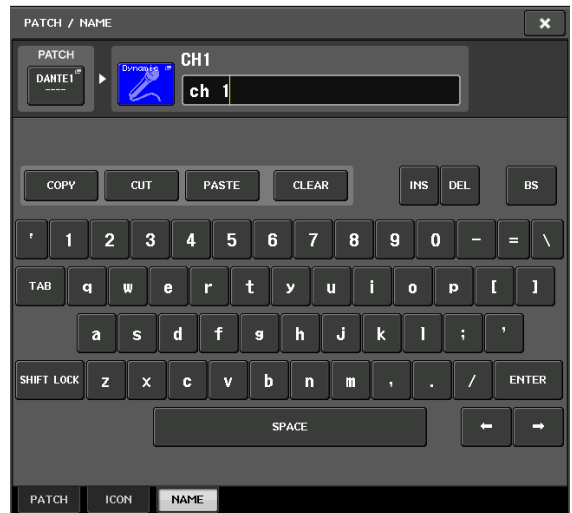 PATCH / NAME
PATCH
DANTE1
----
Dynamic
CH1
ch 1
COPY CUT PASTE CLEAR INS DEL BS
' 1 2 3 4 5 6 7 8 9 0 - = \
TAB q w e r t y u i o p [ ]
a s d f g h j k l ; '
SHIFT LOCK z x c v b n m , . / ENTER
SPACE ← →
PATCH ICON NAME